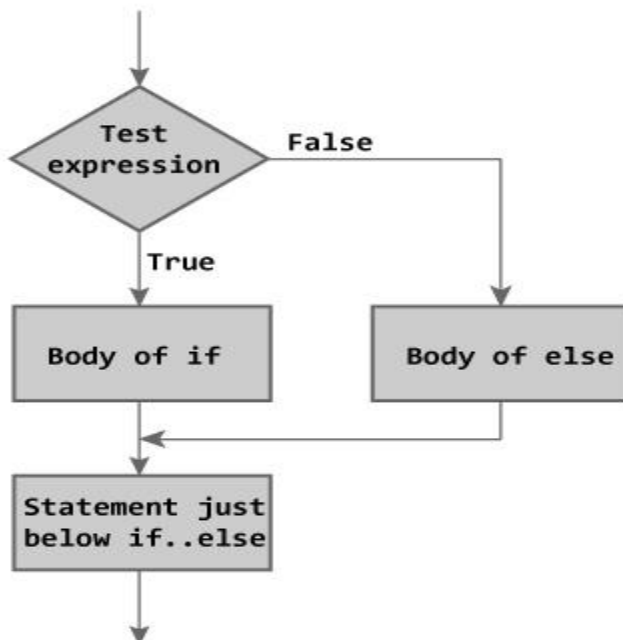 Test
expression
False
True
Body of if
Body of else
Statement just
below if..else